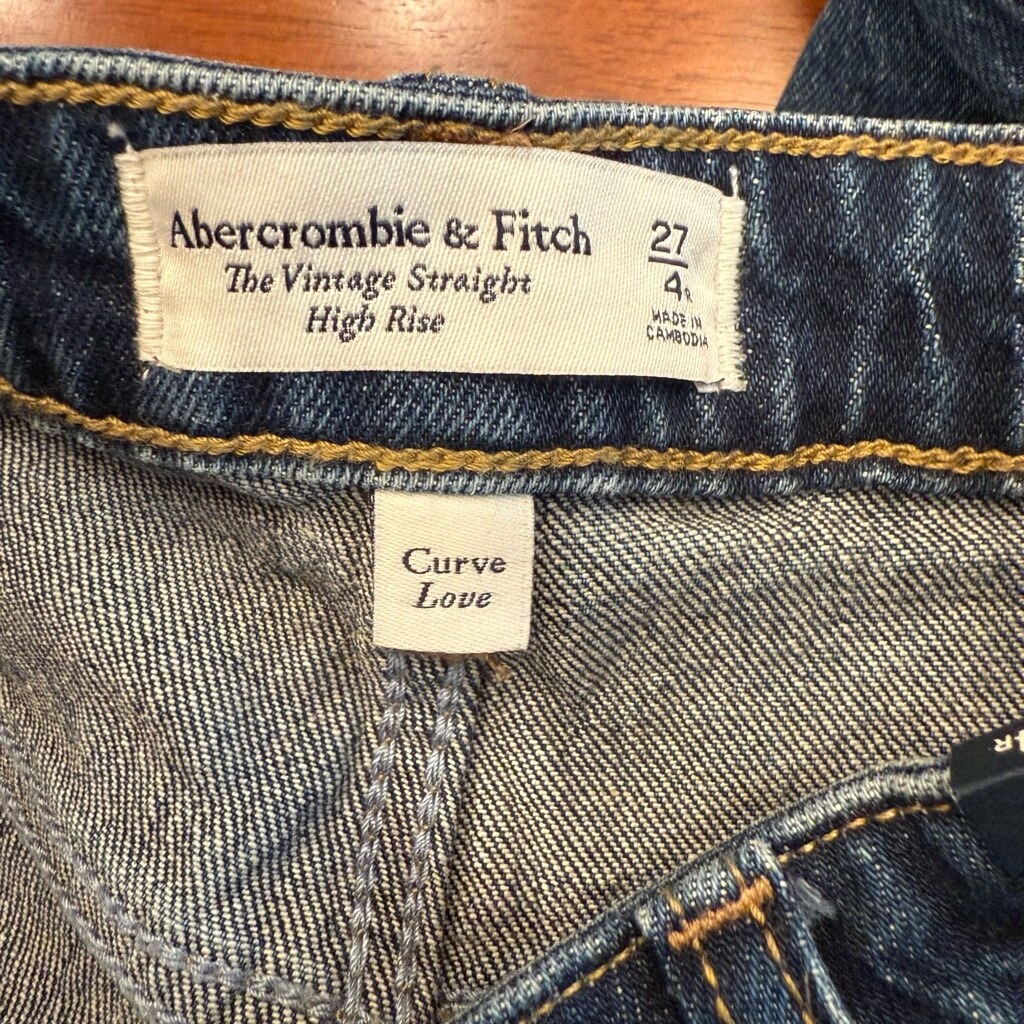 Abercrombie & Fitch
The Vintage Straight
High Rise
27
4R
MADE IN
CAMBODIA
Curve
Love
R